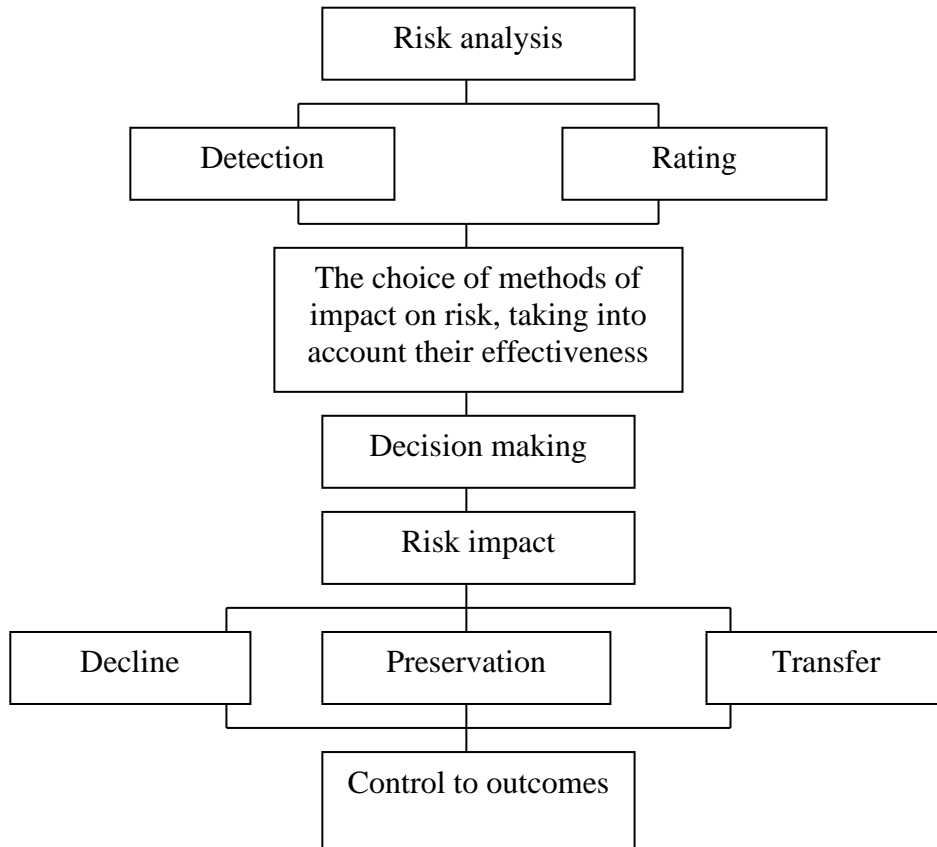 Risk analysis
Detection
Rating
The choice of methods of
impact on risk, taking into
account their effectiveness
Decision making
Risk impact
Decline
Preservation
Transfer
Control to outcomes